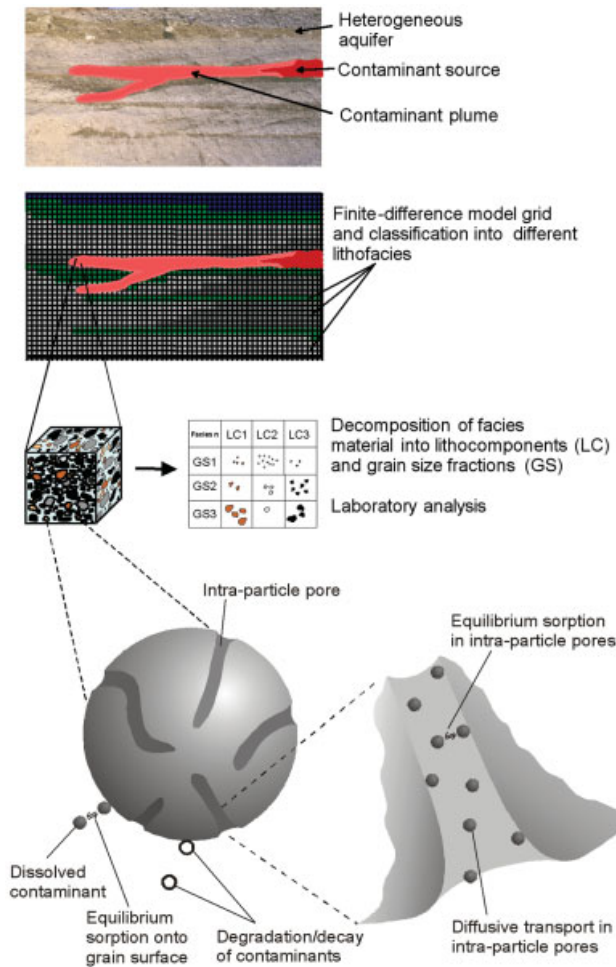 Heterogeneous
aquifer
Contaminant source
Contaminant plume
Finite-difference model grid
and classification into different
lithofacies
Facies n LC1 LC2 LC3
GS1
GS2
GS3
Decomposition of facies
material into lithocomponents (LC)
and grain size fractions (GS)
Laboratory analysis
Intra-particle pore
Equilibrium sorption
in intra-particle pores
Dissolved
contaminant
Equilibrium
sorption onto
grain surface
Degradation/decay
of contaminants
Diffusive transport in
intra-particle pores